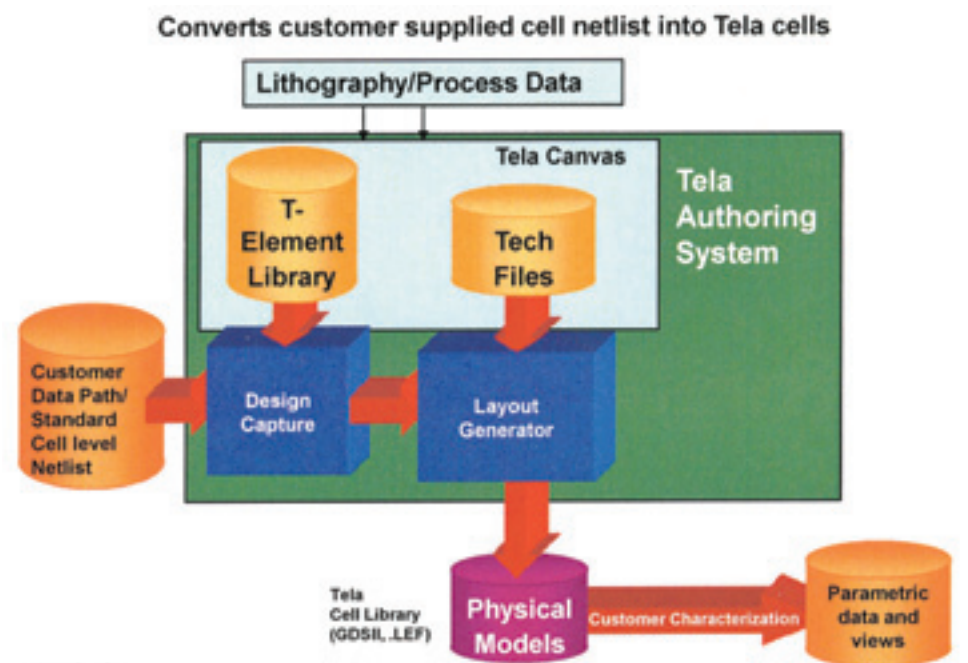 Converts customer supplied cell netlist into Tela cells
Lithography/Process Data
Tela Canvas
T-
Element
Library
Tech
Files
Tela
Authoring
System
Customer
Data Path/
Standard
Cell level
Netlist
Design
Capture
Layout
Generator
Tela
Cell Library
(GDSII, .LEF)
Physical
Models
Customer Characterization
Parametric
data and
views